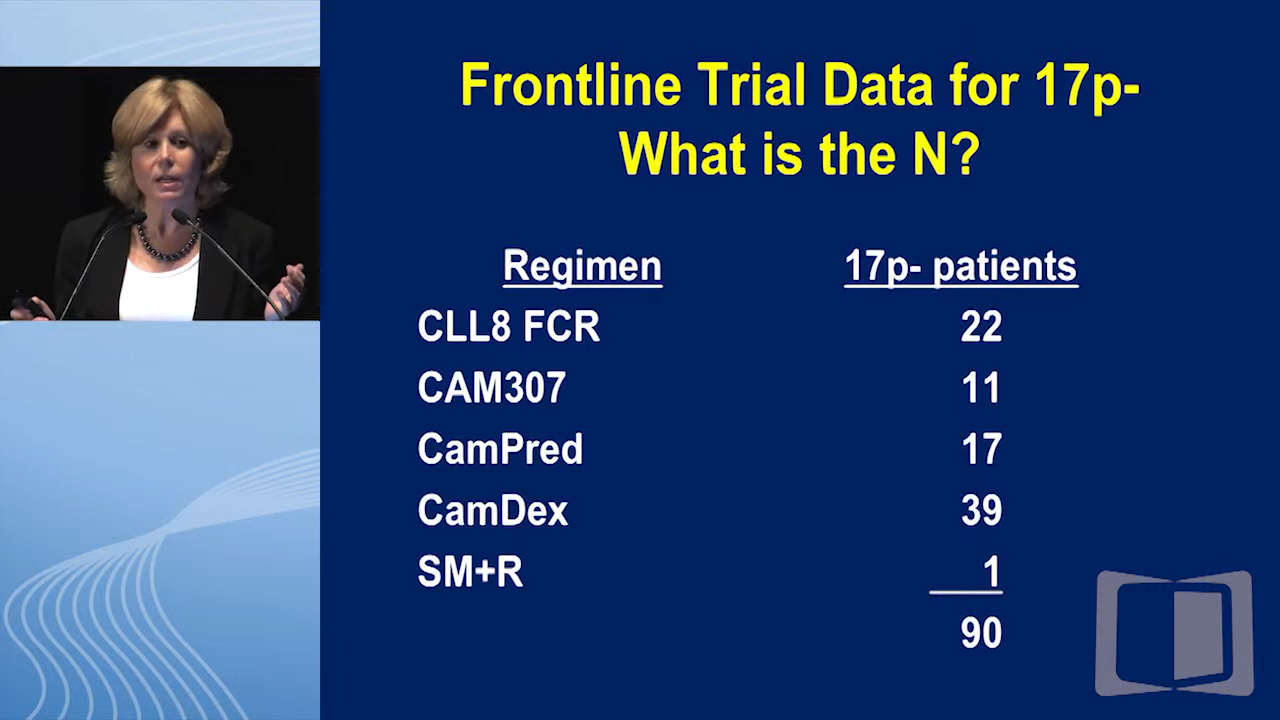 Frontline Trial Data for 17p-
What is the N?
Regimen 17p- patients
CLL8 FCR 22
CAM307 11
CamPred 17
CamDex 39
SM+R 1
90